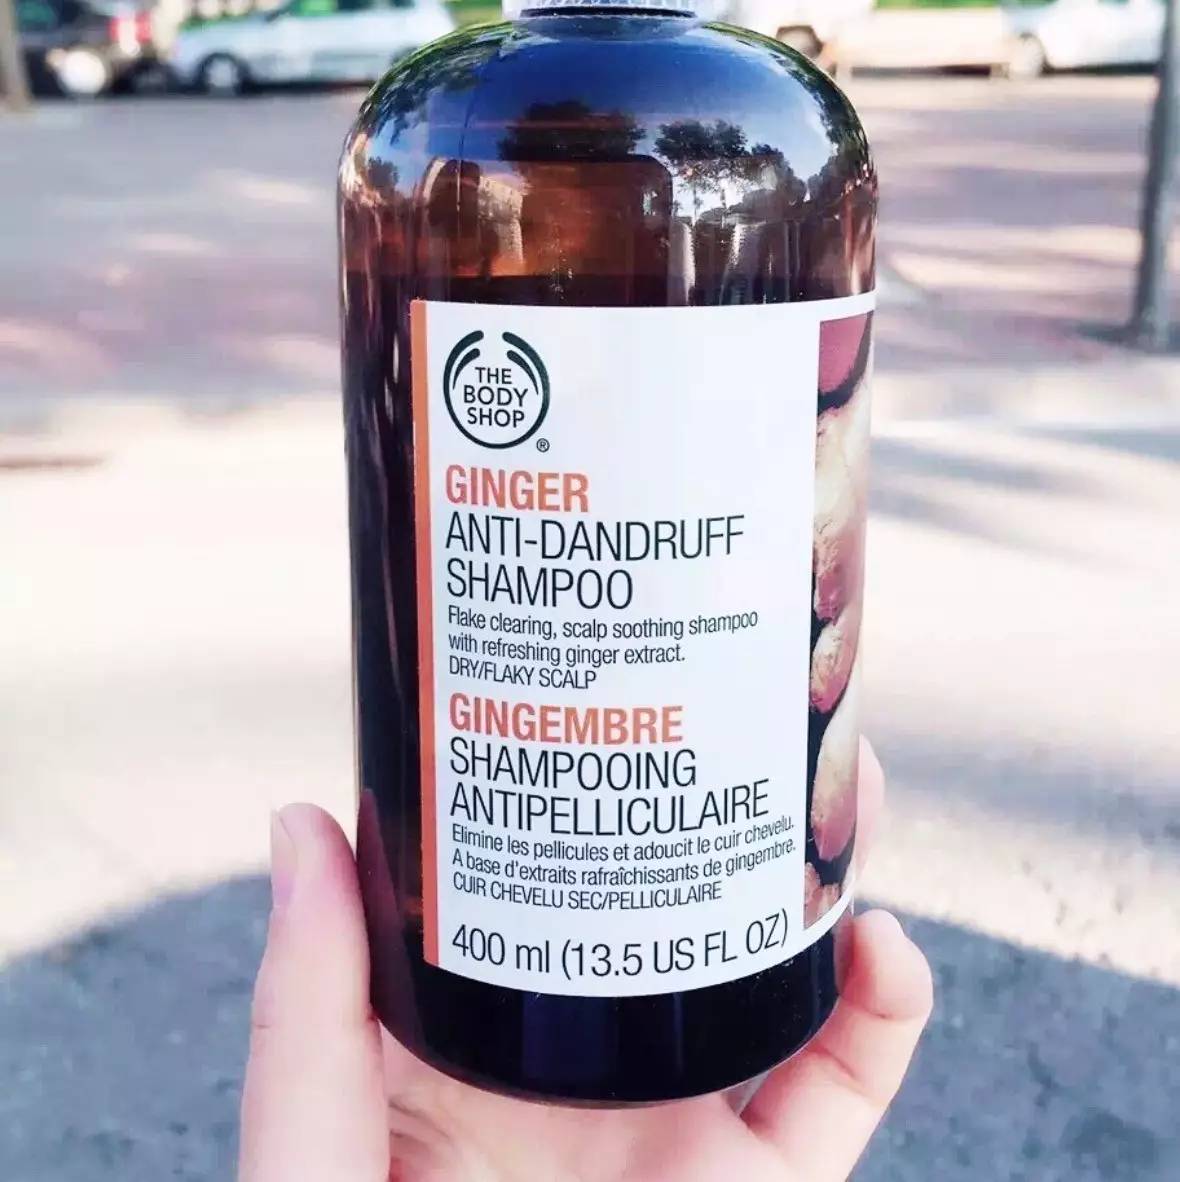 THE
BODY
SHOP
®
GINGER
ANTI-DANDRUFF
SHAMPOO
Flake clearing, scalp soothing shampoo
with refreshing ginger extract.
DRY/FLAKY SCALP
GINGEMBRE
SHAMPOOING
ANTIPELLICULAIRE
Elimine les pellicules et adoucit le cuir chevelu.
A base d'extraits rafraîchissants de gingembre.
CUIR CHEVELU SEC/PELLICULAIRE
400 ml (13.5 US FL OZ)